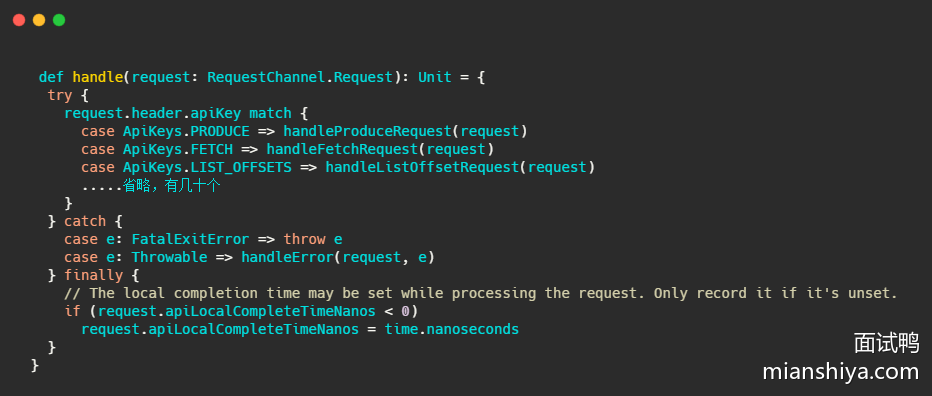 def handle(request: RequestChannel.Request): Unit = {
try {
request.header.apiKey match {
case ApiKeys.PRODUCE => handleProduceRequest(request)
case ApiKeys.FETCH => handleFetchRequest(request)
case ApiKeys.LIST_OFFSETS => handleListOffsetRequest(request)
.....省略，有几十个
}
} catch {
case e: FatalExitError => throw e
case e: Throwable => handleError(request, e)
} finally {
// The local completion time may be set while processing the request. Only record it if it's unset.
if (request.apiLocalCompleteTimeNanos < 0)
request.apiLocalCompleteTimeNanos = time.nanoseconds
}
}
面试鸭
mianshiya.com